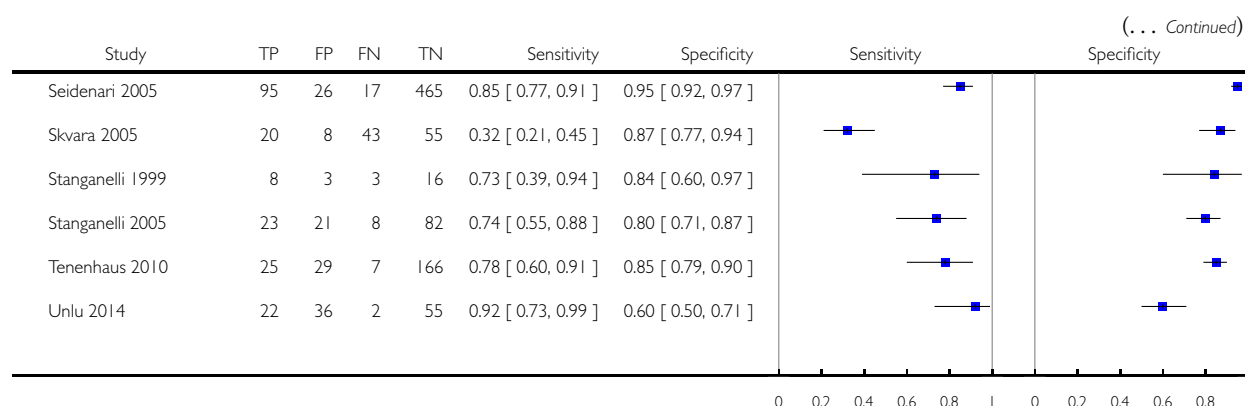 (... Continued)
Study TP FP FN TN Sensitivity Specificity Sensitivity Specificity
Seidenari 2005 95 26 17 465 0.85 [ 0.77, 0.91 ] 0.95 [ 0.92, 0.97 ]
Skvara 2005 20 8 43 55 0.32 [ 0.21, 0.45 ] 0.87 [ 0.77, 0.94 ]
Stanganelli 1999 8 3 3 16 0.73 [ 0.39, 0.94 ] 0.84 [ 0.60, 0.97 ]
Stanganelli 2005 23 21 8 82 0.74 [ 0.55, 0.88 ] 0.80 [ 0.71, 0.87 ]
Tenenhaus 2010 25 29 7 166 0.78 [ 0.60, 0.91 ] 0.85 [ 0.79, 0.90 ]
Unlu 2014 22 36 2 55 0.92 [ 0.73, 0.99 ] 0.60 [ 0.50, 0.71 ]
0 0.2 0.4 0.6 0.8 1 0 0.2 0.4 0.6 0.8